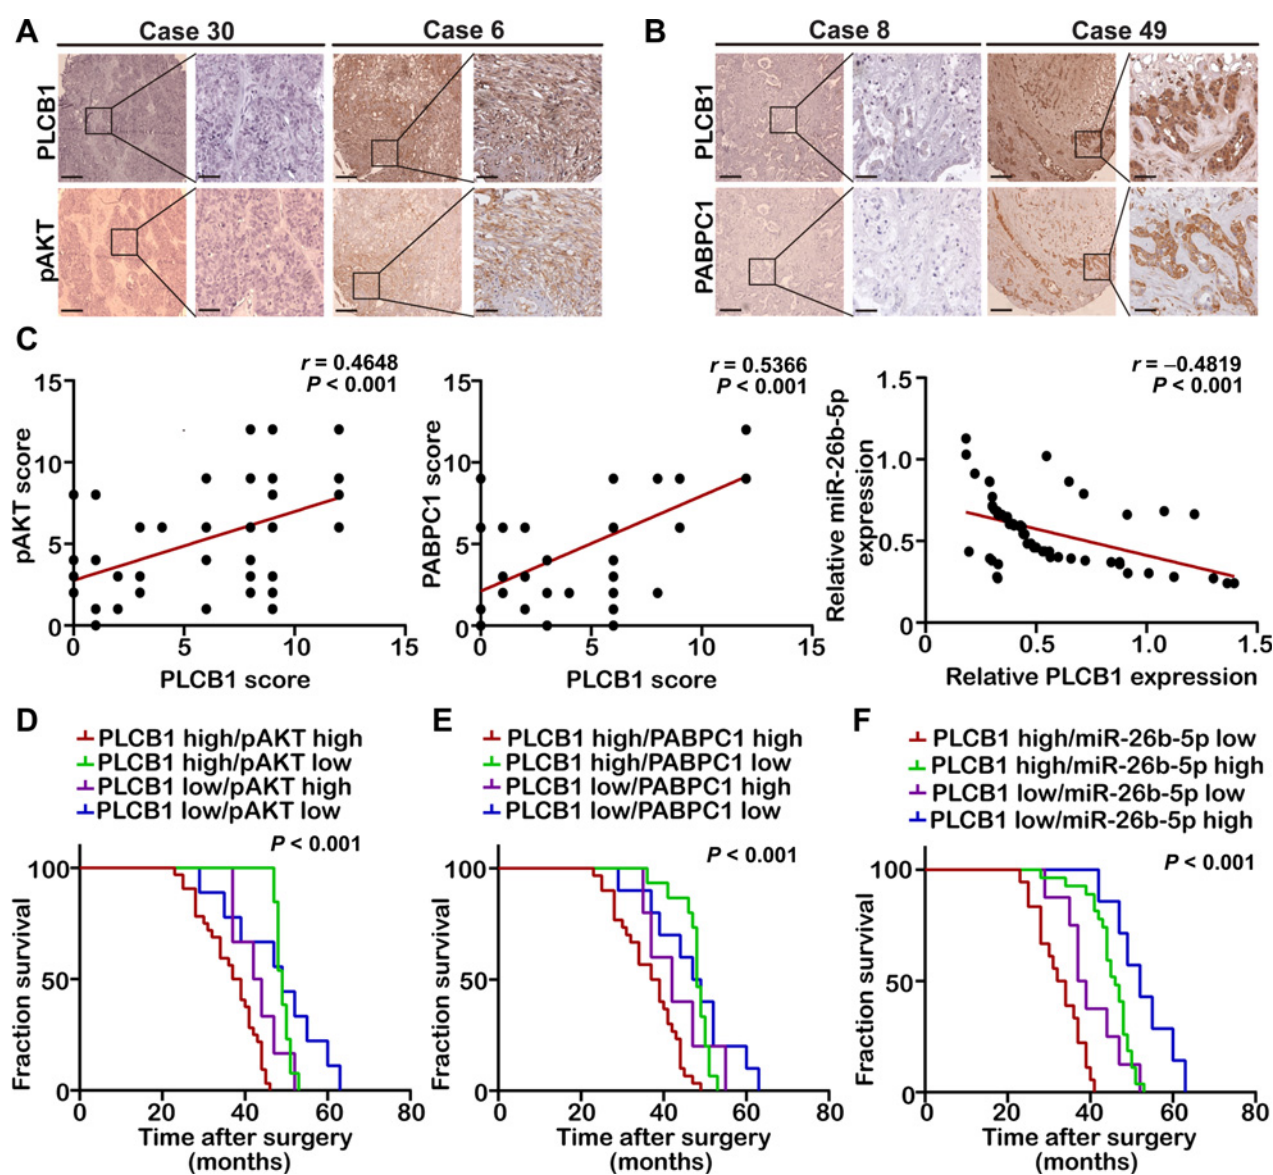 A
Case 30
Case 6
PLCB1
pAKT
B
Case 8
Case 49
PLCB1
PABPC1
C
r = 0.4648
P < 0.001
15
10
5
0
pAKT score
0
5
10
15
PLCB1 score
r = 0.5366
P < 0.001
15
10
5
0
PABPC1 score
0
5
10
15
PLCB1 score
r = −0.4819
P < 0.001
1.5
1.0
0.5
0
Relative miR-26b-5p
expression
0
0.5
1.0
1.5
Relative PLCB1 expression
D
PLCB1 high/pAKT high
PLCB1 high/pAKT low
PLCB1 low/pAKT high
PLCB1 low/pAKT low
P < 0.001
100
50
0
Fraction survival
0
20
40
60
80
Time after surgery
(months)
E
PLCB1 high/PABPC1 high
PLCB1 high/PABPC1 low
PLCB1 low/PABPC1 high
PLCB1 low/PABPC1 low
P < 0.001
100
50
0
Fraction survival
0
20
40
60
80
Time after surgery
(months)
F
PLCB1 high/miR-26b-5p low
PLCB1 high/miR-26b-5p high
PLCB1 low/miR-26b-5p low
PLCB1 low/miR-26b-5p high
P < 0.001
100
50
0
Fraction survival
0
20
40
60
80
Time after surgery
(months)